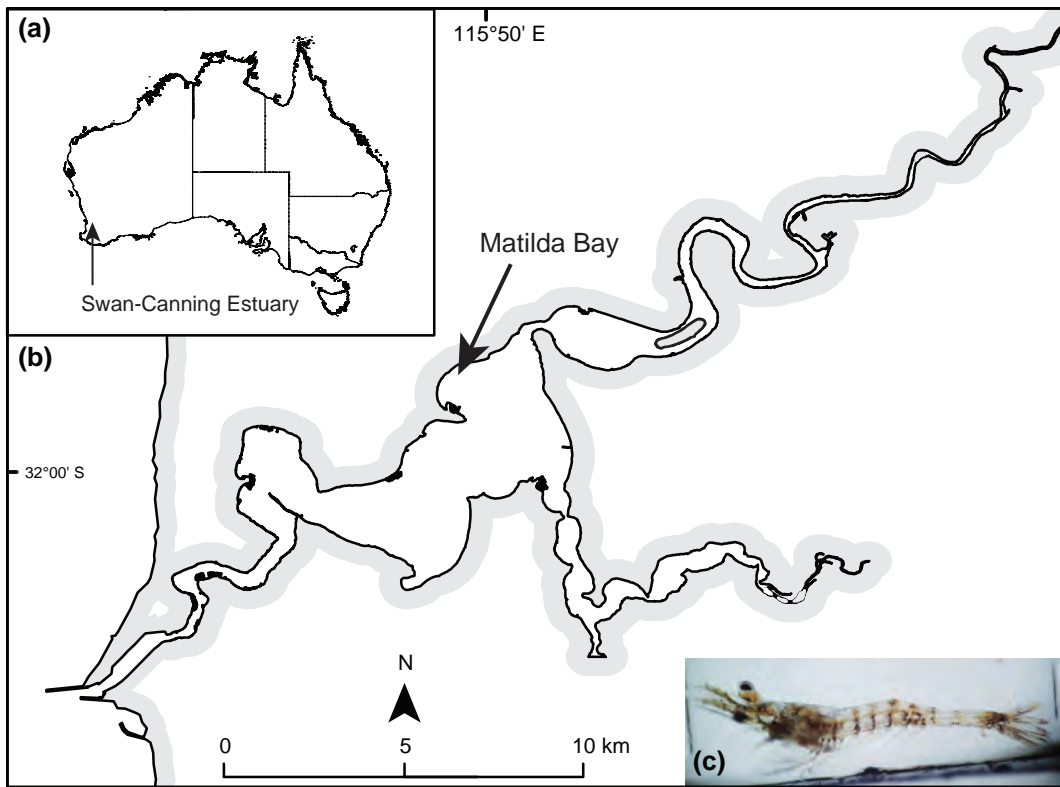 (a)
115°50' E
Matilda Bay
Swan-Canning Estuary
(b)
32°00' S
N
0 5 10 km
(c)